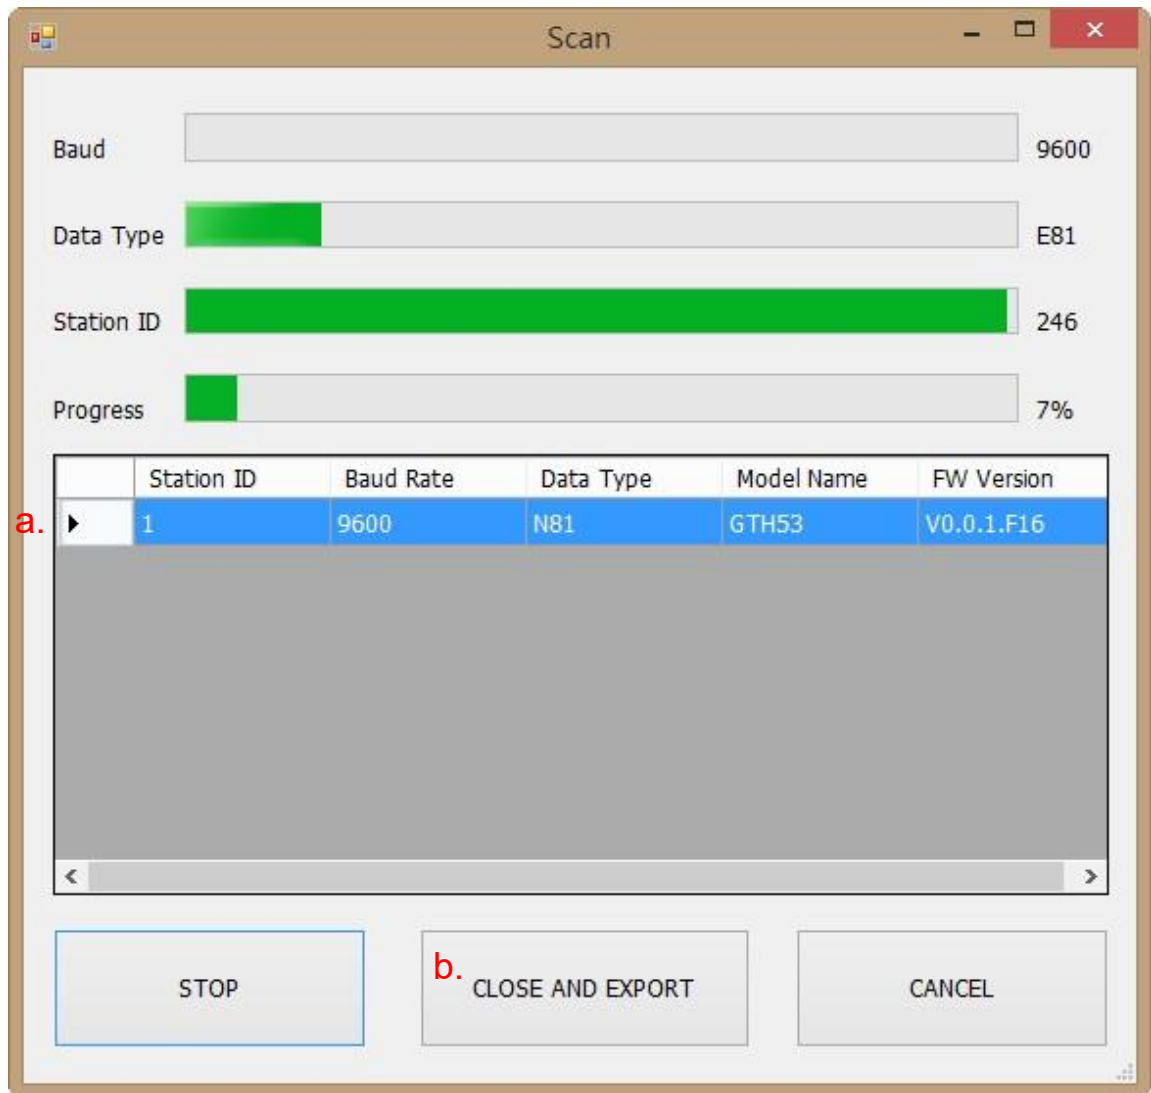 Scan
Baud 9600
Data Type E81
Station ID 246
Progress 7%
Station ID Baud Rate Data Type Model Name FW Version
a. 1 9600 N81 GTH53 V0.0.1.F16
STOP b. CLOSE AND EXPORT CANCEL